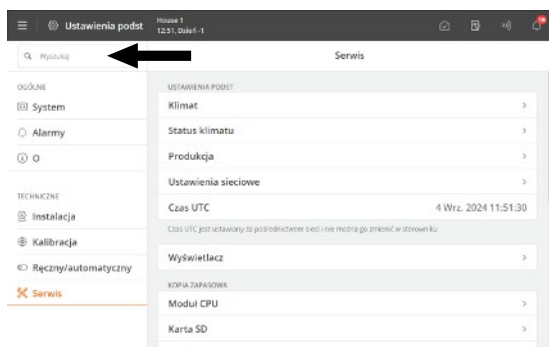 Ustawienia podst
House 1
12:51, Dzień -1
Wyszukaj
Serwis
OGÓLNE
System
Alarmy
O
TECHNICZNE
Instalacja
Kalibracja
Ręczny/automatyczny
Serwis
USTAWIENIA PODST
Klimat
Status klimatu
Produkcja
Ustawienia sieciowe
Czas UTC 4 Wrz. 2024 11:51:30
Czas UTC jest ustawiany za pośrednictwem sieci i nie można go zmienić w sterowniku
Wyświetlacz
KOPIA ZAPASOWA
Moduł CPU
Karta SD